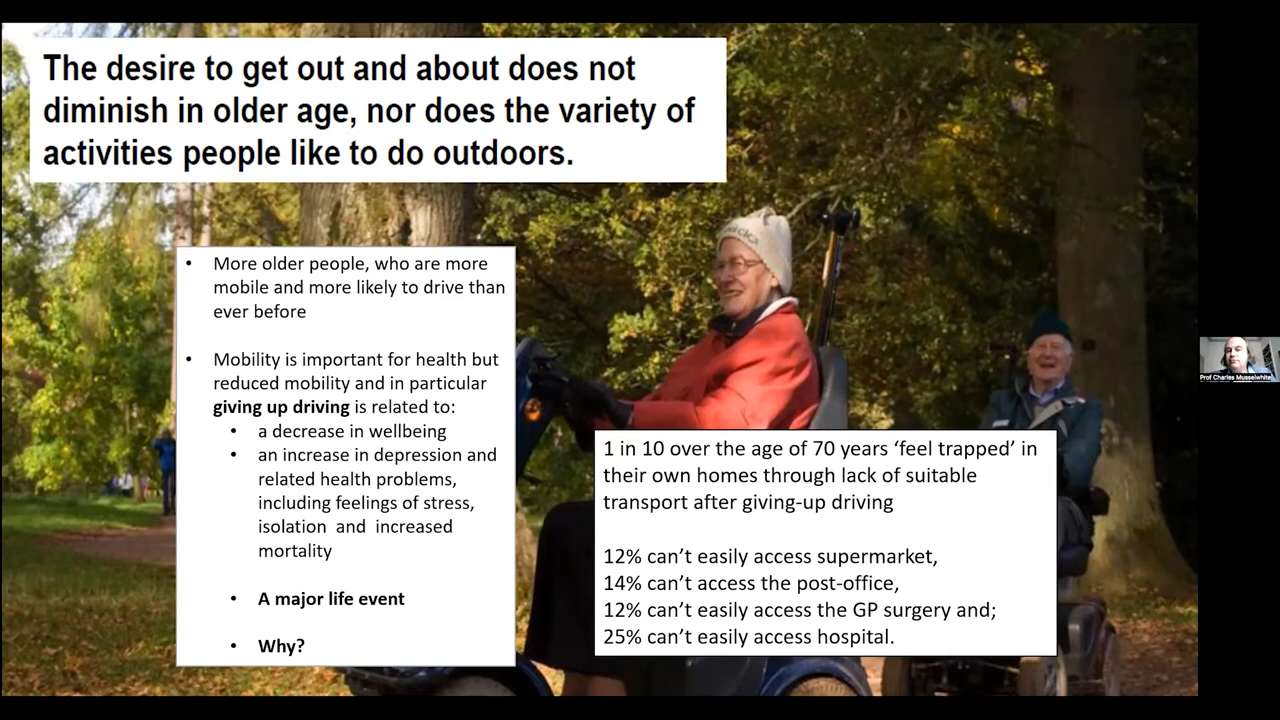 The desire to get out and about does not
diminish in older age, nor does the variety of
activities people like to do outdoors.
• More older people, who are more
mobile and more likely to drive than
ever before
• Mobility is important for health but
reduced mobility and in particular
giving up driving is related to:
• a decrease in wellbeing
• an increase in depression and
related health problems,
including feelings of stress,
isolation and increased
mortality
• A major life event
• Why?
1 in 10 over the age of 70 years ‘feel trapped’ in
their own homes through lack of suitable
transport after giving-up driving
12% can’t easily access supermarket,
14% can’t access the post-office,
12% can’t easily access the GP surgery and;
25% can’t easily access hospital.
Prof Charles Musselwhite